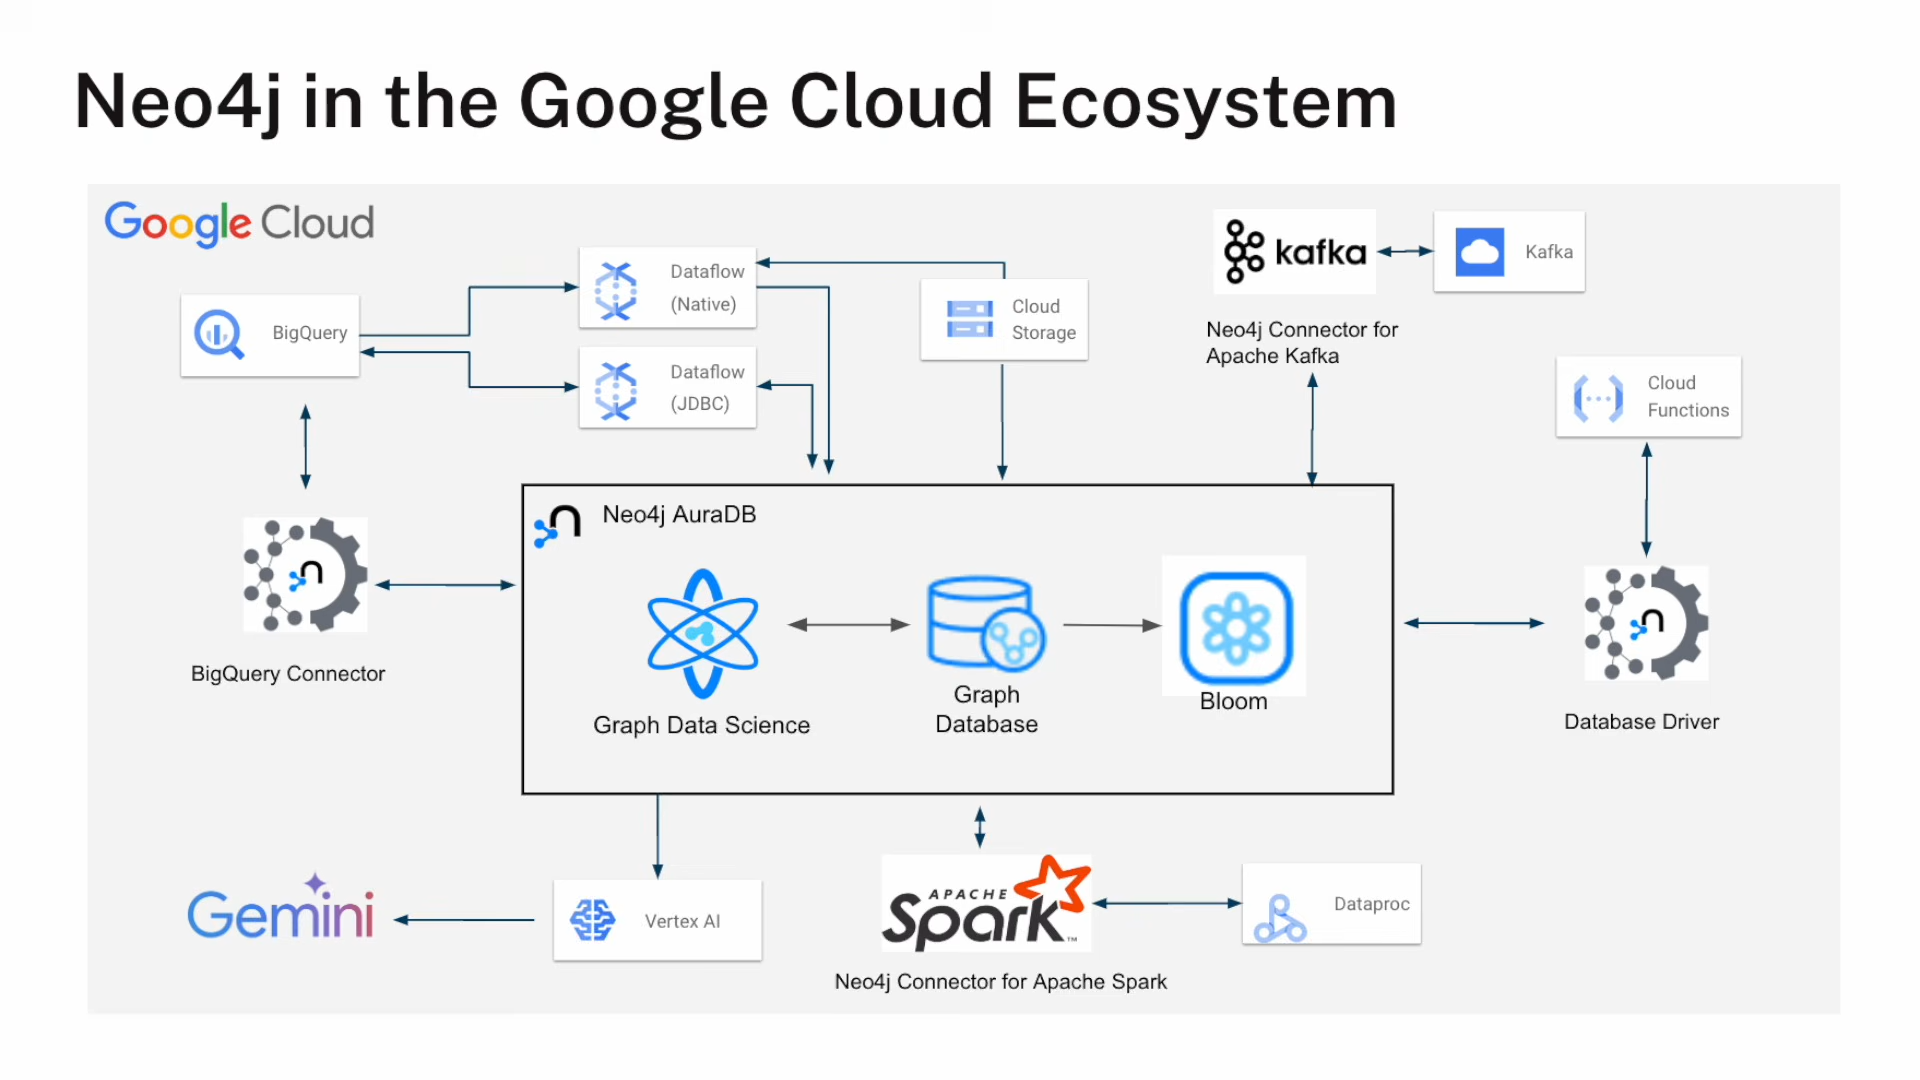 Neo4j in the Google Cloud Ecosystem
Google Cloud
BigQuery
Dataflow
(Native)
Dataflow
(JDBC)
Cloud
Storage
kafka
Kafka
Neo4j Connector for
Apache Kafka
Cloud
Functions
Neo4j AuraDB
BigQuery Connector
Graph Data Science
Graph
Database
Bloom
Database Driver
Gemini
Vertex AI
APACHE
Spark™
Dataproc
Neo4j Connector for Apache Spark